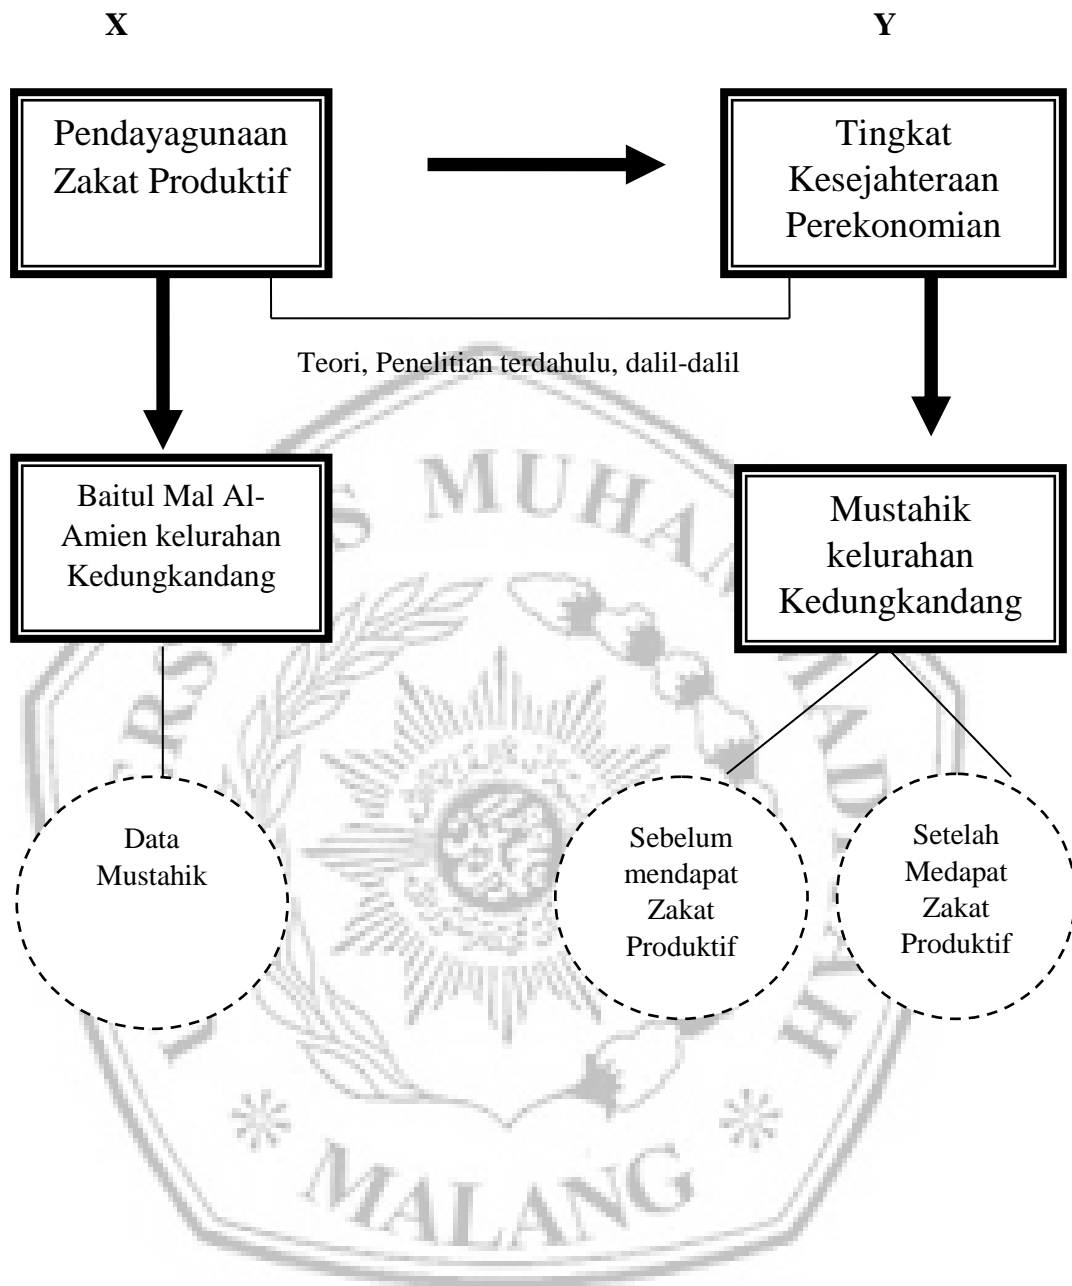 X
Y
Pendayagunaan
Zakat Produktif
Tingkat
Kesejahteraan
Perekonomian
Teori, Penelitian terdahulu, dalil-dalil
Baitul Mal Al-
Amien kelurahan
Kedungkandang
Mustahik
kelurahan
Kedungkandang
Data
Mustahik
Sebelum
mendapat
Zakat
Produktif
Setelah
Medapat
Zakat
Produktif
MALANG